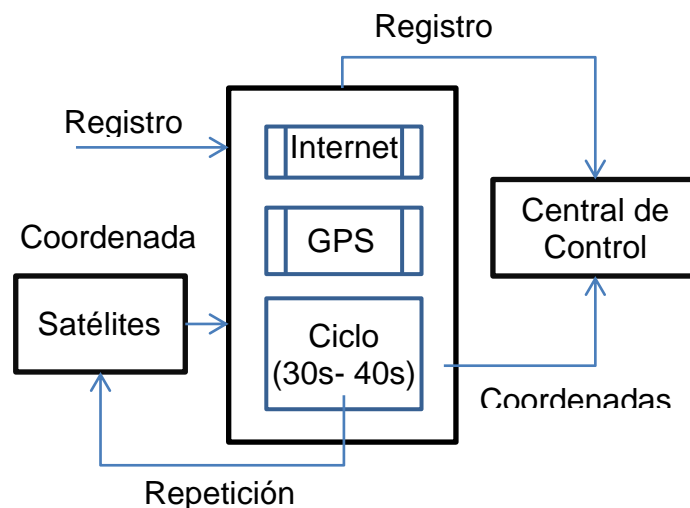 Registro
Registro
Internet
GPS
Coordenada
Satélites
Ciclo
(30s- 40s)
Central de
Control
Coordenadas
Repetición